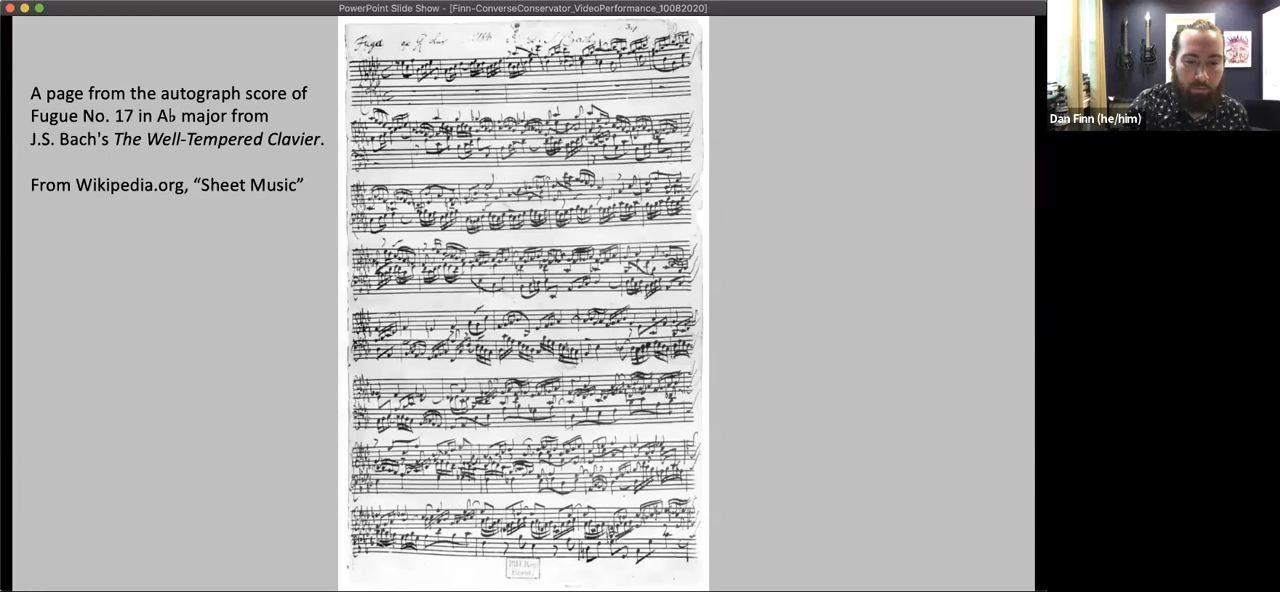 PowerPoint Slide Show - [Finn-ConverseConservator_VideoPerformance_10082020]
A page from the autograph score of
Fugue No. 17 in A♭ major from
J.S. Bach's The Well-Tempered Clavier.
From Wikipedia.org, “Sheet Music”
Fuga
Dan Finn (he/him)